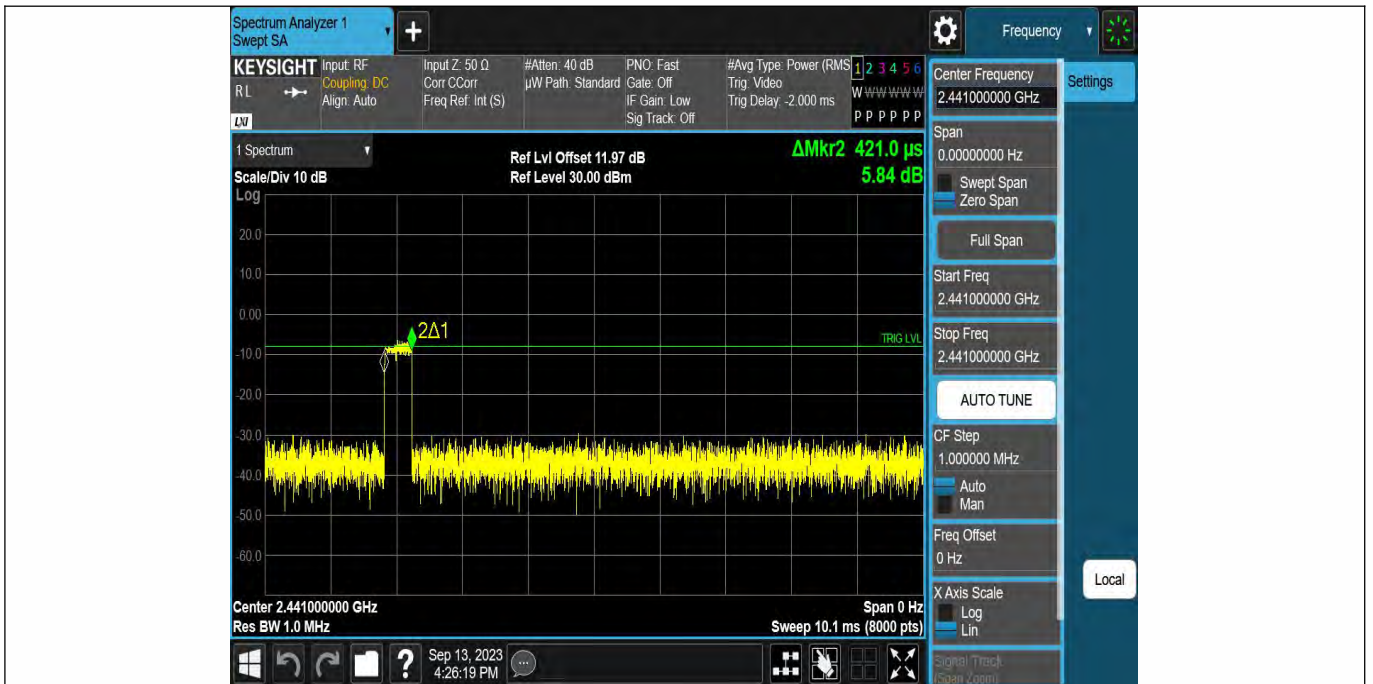 Spectrum Analyzer 1
Swept SA
+
Frequency
KEYSIGHT
RL
LXI
Input: RF
Coupling: DC
Align: Auto
Input Z: 50 Ω
Corr CCorr
Freq Ref: Int (S)
#Atten: 40 dB
µW Path: Standard
PNO: Fast
Gate: Off
IF Gain: Low
Sig Track: Off
#Avg Type: Power (RMS
Trig: Video
Trig Delay: -2.000 ms
1 2 3 4 5 6
W W W W W W
P P P P P P
1 Spectrum
Scale/Div 10 dB
Ref Lvl Offset 11.97 dB
Ref Level 30.00 dBm
ΔMkr2 421.0 µs
5.84 dB
Log
20.0
10.0
0.00
2Δ1
TRIG LVL
-10.0
-20.0
-30.0
-40.0
-50.0
-60.0
Center 2.441000000 GHz
Res BW 1.0 MHz
Span 0 Hz
Sweep 10.1 ms (8000 pts)
Center Frequency
2.441000000 GHz
Settings
Span
0.00000000 Hz
Swept Span
Zero Span
Full Span
Start Freq
2.441000000 GHz
Stop Freq
2.441000000 GHz
AUTO TUNE
CF Step
1.000000 MHz
Auto
Man
Freq Offset
0 Hz
Local
X Axis Scale
Log
Lin
Signal Track
(Span Zoom)
?
Sep 13, 2023
4:26:19 PM